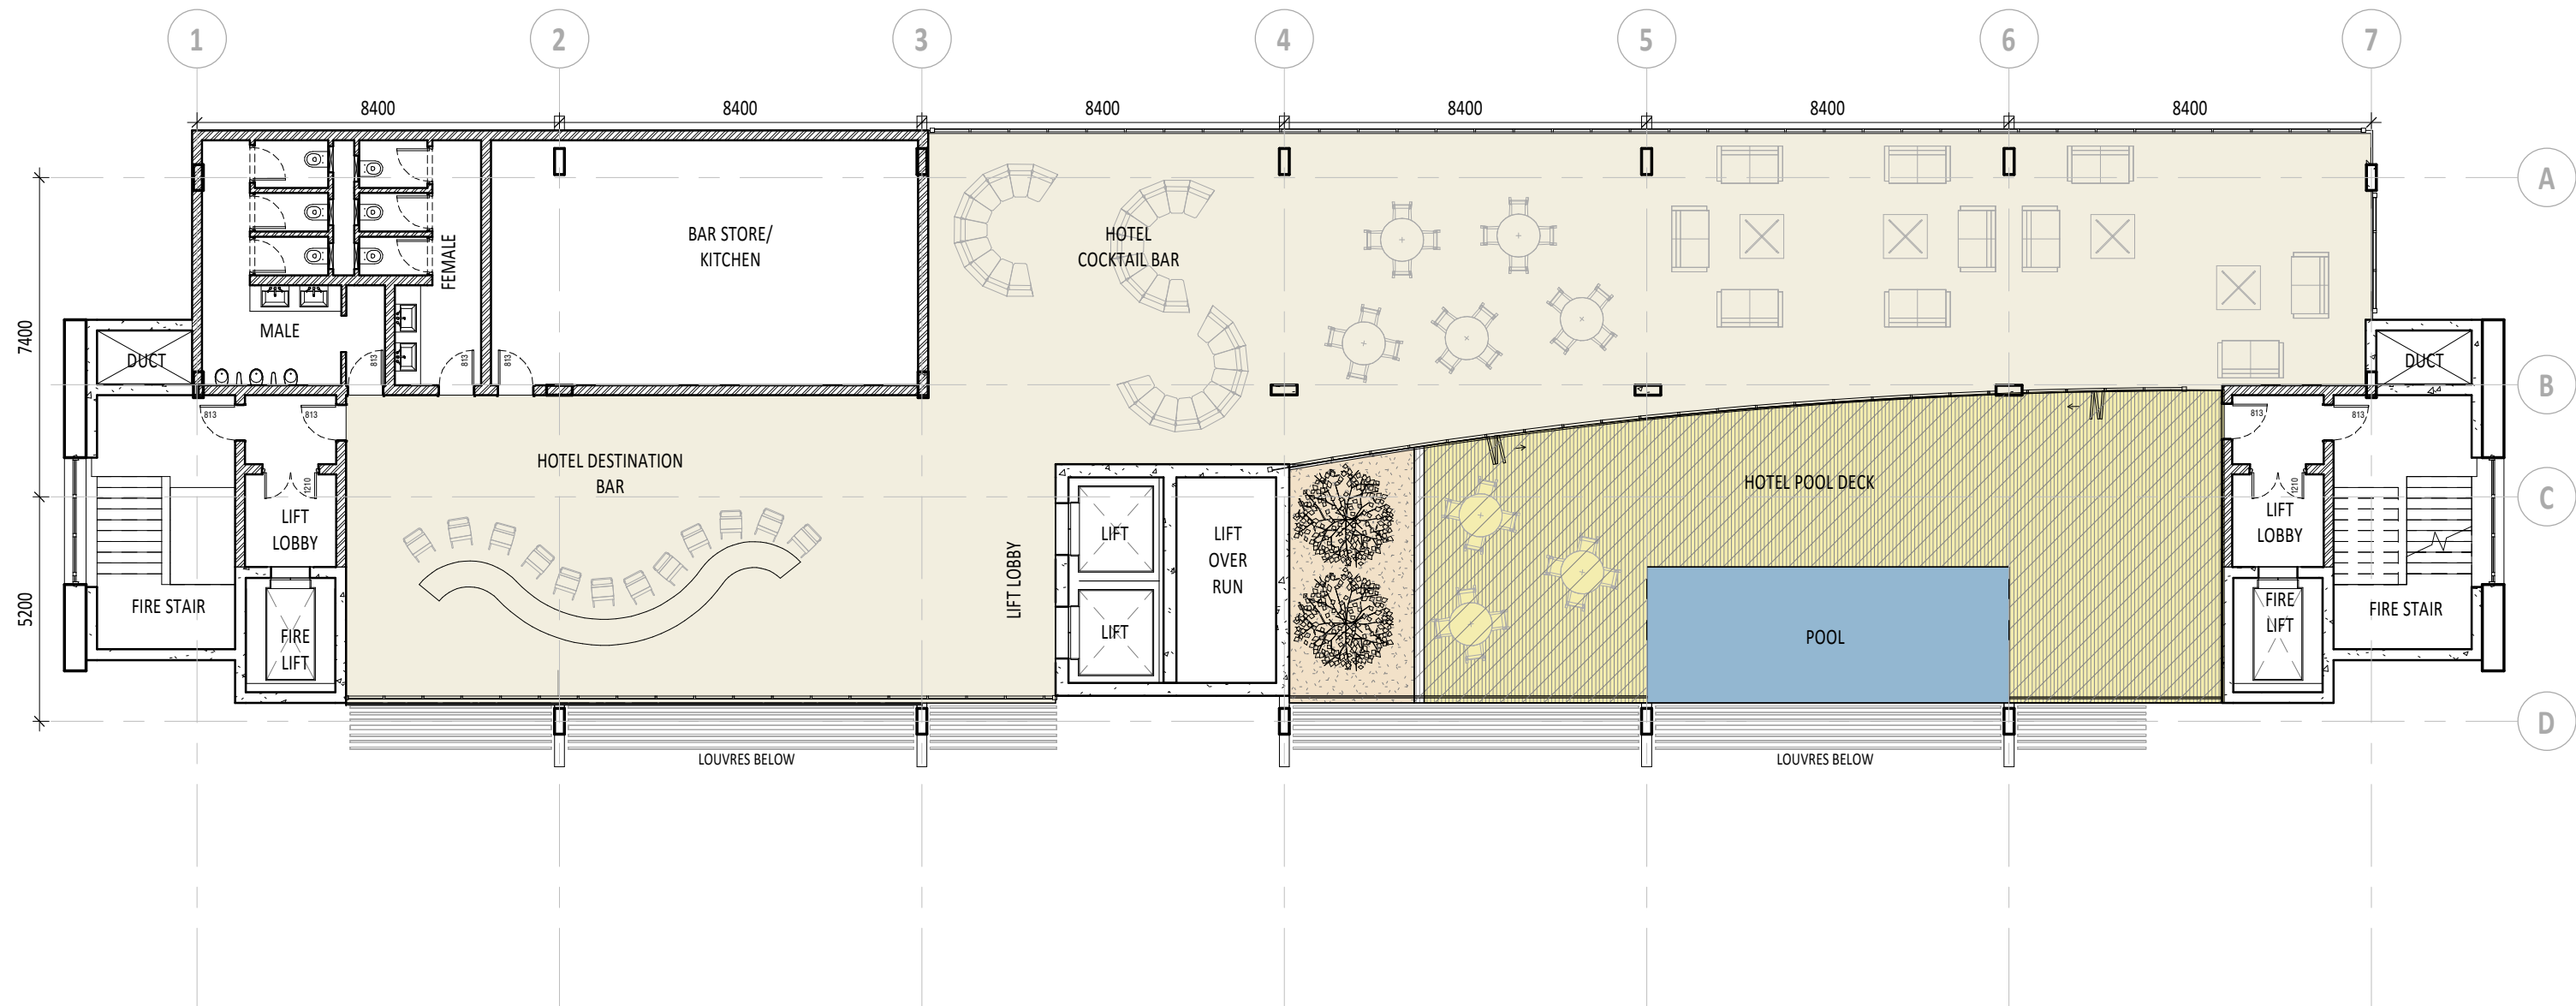 1 2 3 4 5 6 7
8400 8400 8400 8400 8400 8400
A
B
C
D
7400
5200
BAR STORE/
KITCHEN
HOTEL
COCKTAIL BAR
FEMALE
MALE
DUCT
DUCT
813
813
813
813
813
813
813
HOTEL DESTINATION
BAR
HOTEL POOL DECK
1210
1210
LIFT
LOBBY
LIFT
LOBBY
LIFT
LIFT
OVER
RUN
LIFT LOBBY
FIRE STAIR
FIRE
LIFT
LIFT
POOL
FIRE
LIFT
FIRE STAIR
LOUVRES BELOW
LOUVRES BELOW